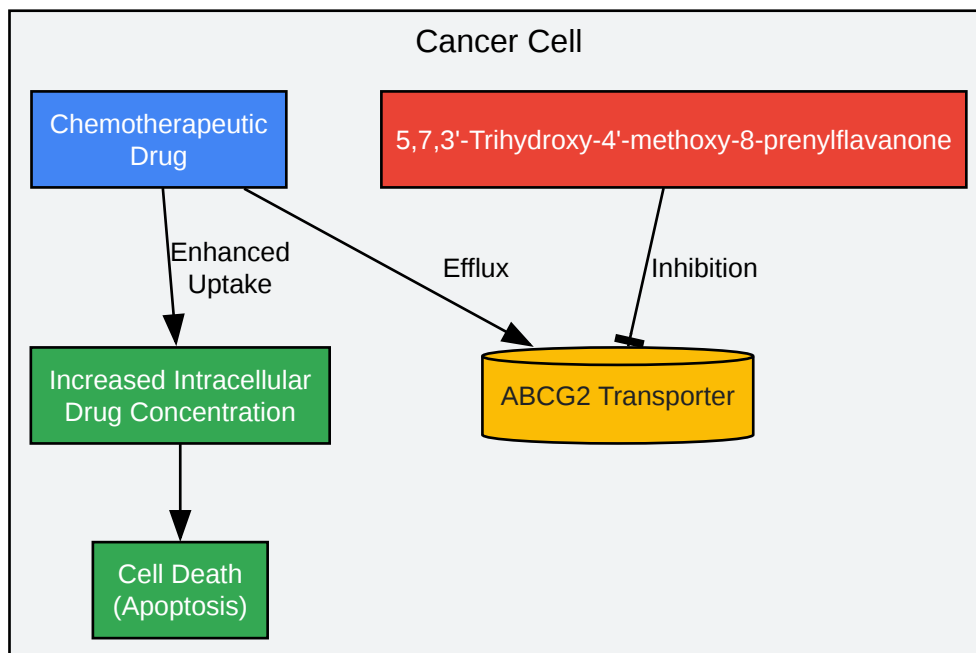 Cancer Cell
Chemotherapeutic
Drug
5,7,3'-Trihydroxy-4'-methoxy-8-prenylflavanone
Enhanced
Uptake
Efflux
Inhibition
Increased Intracellular
Drug Concentration
ABCG2 Transporter
Cell Death
(Apoptosis)